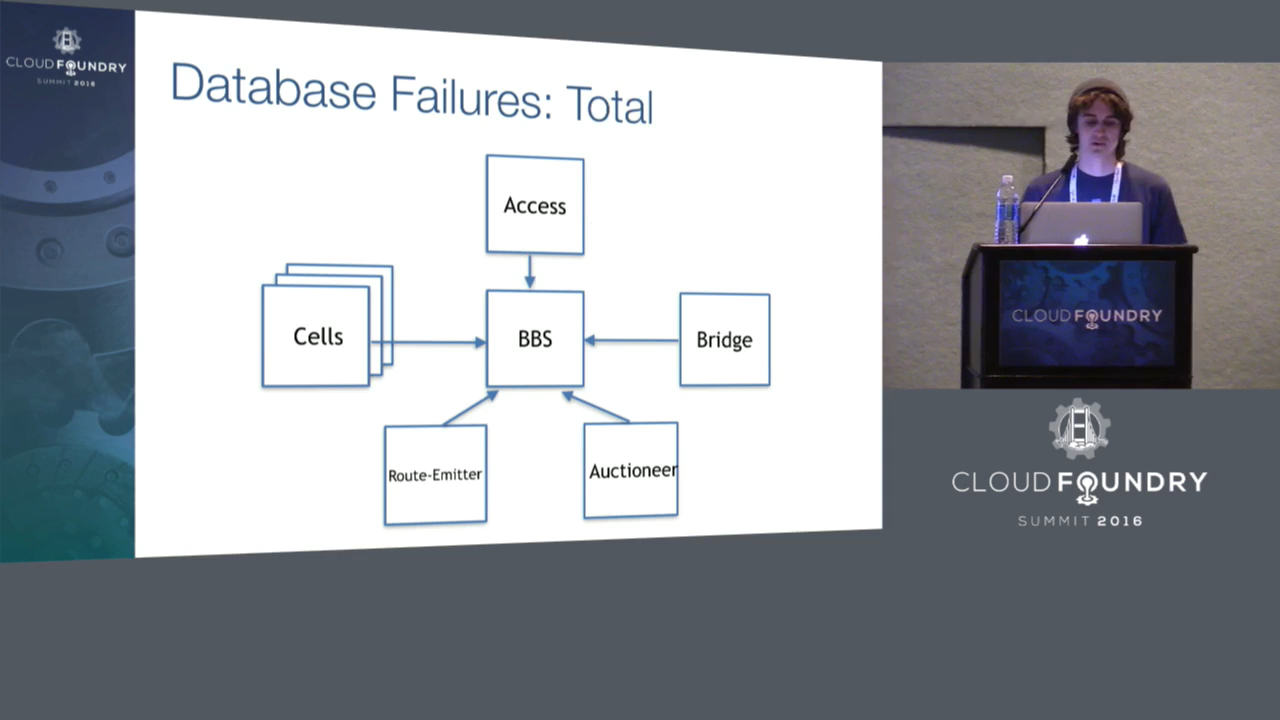 CLOUD FOUNDRY
SUMMIT 2016
Database Failures: Total
Access
Cells
BBS
Bridge
Route-Emitter
Auctioneer
CLOUD FOUNDRY
CLOUD FOUNDRY
SUMMIT 2016